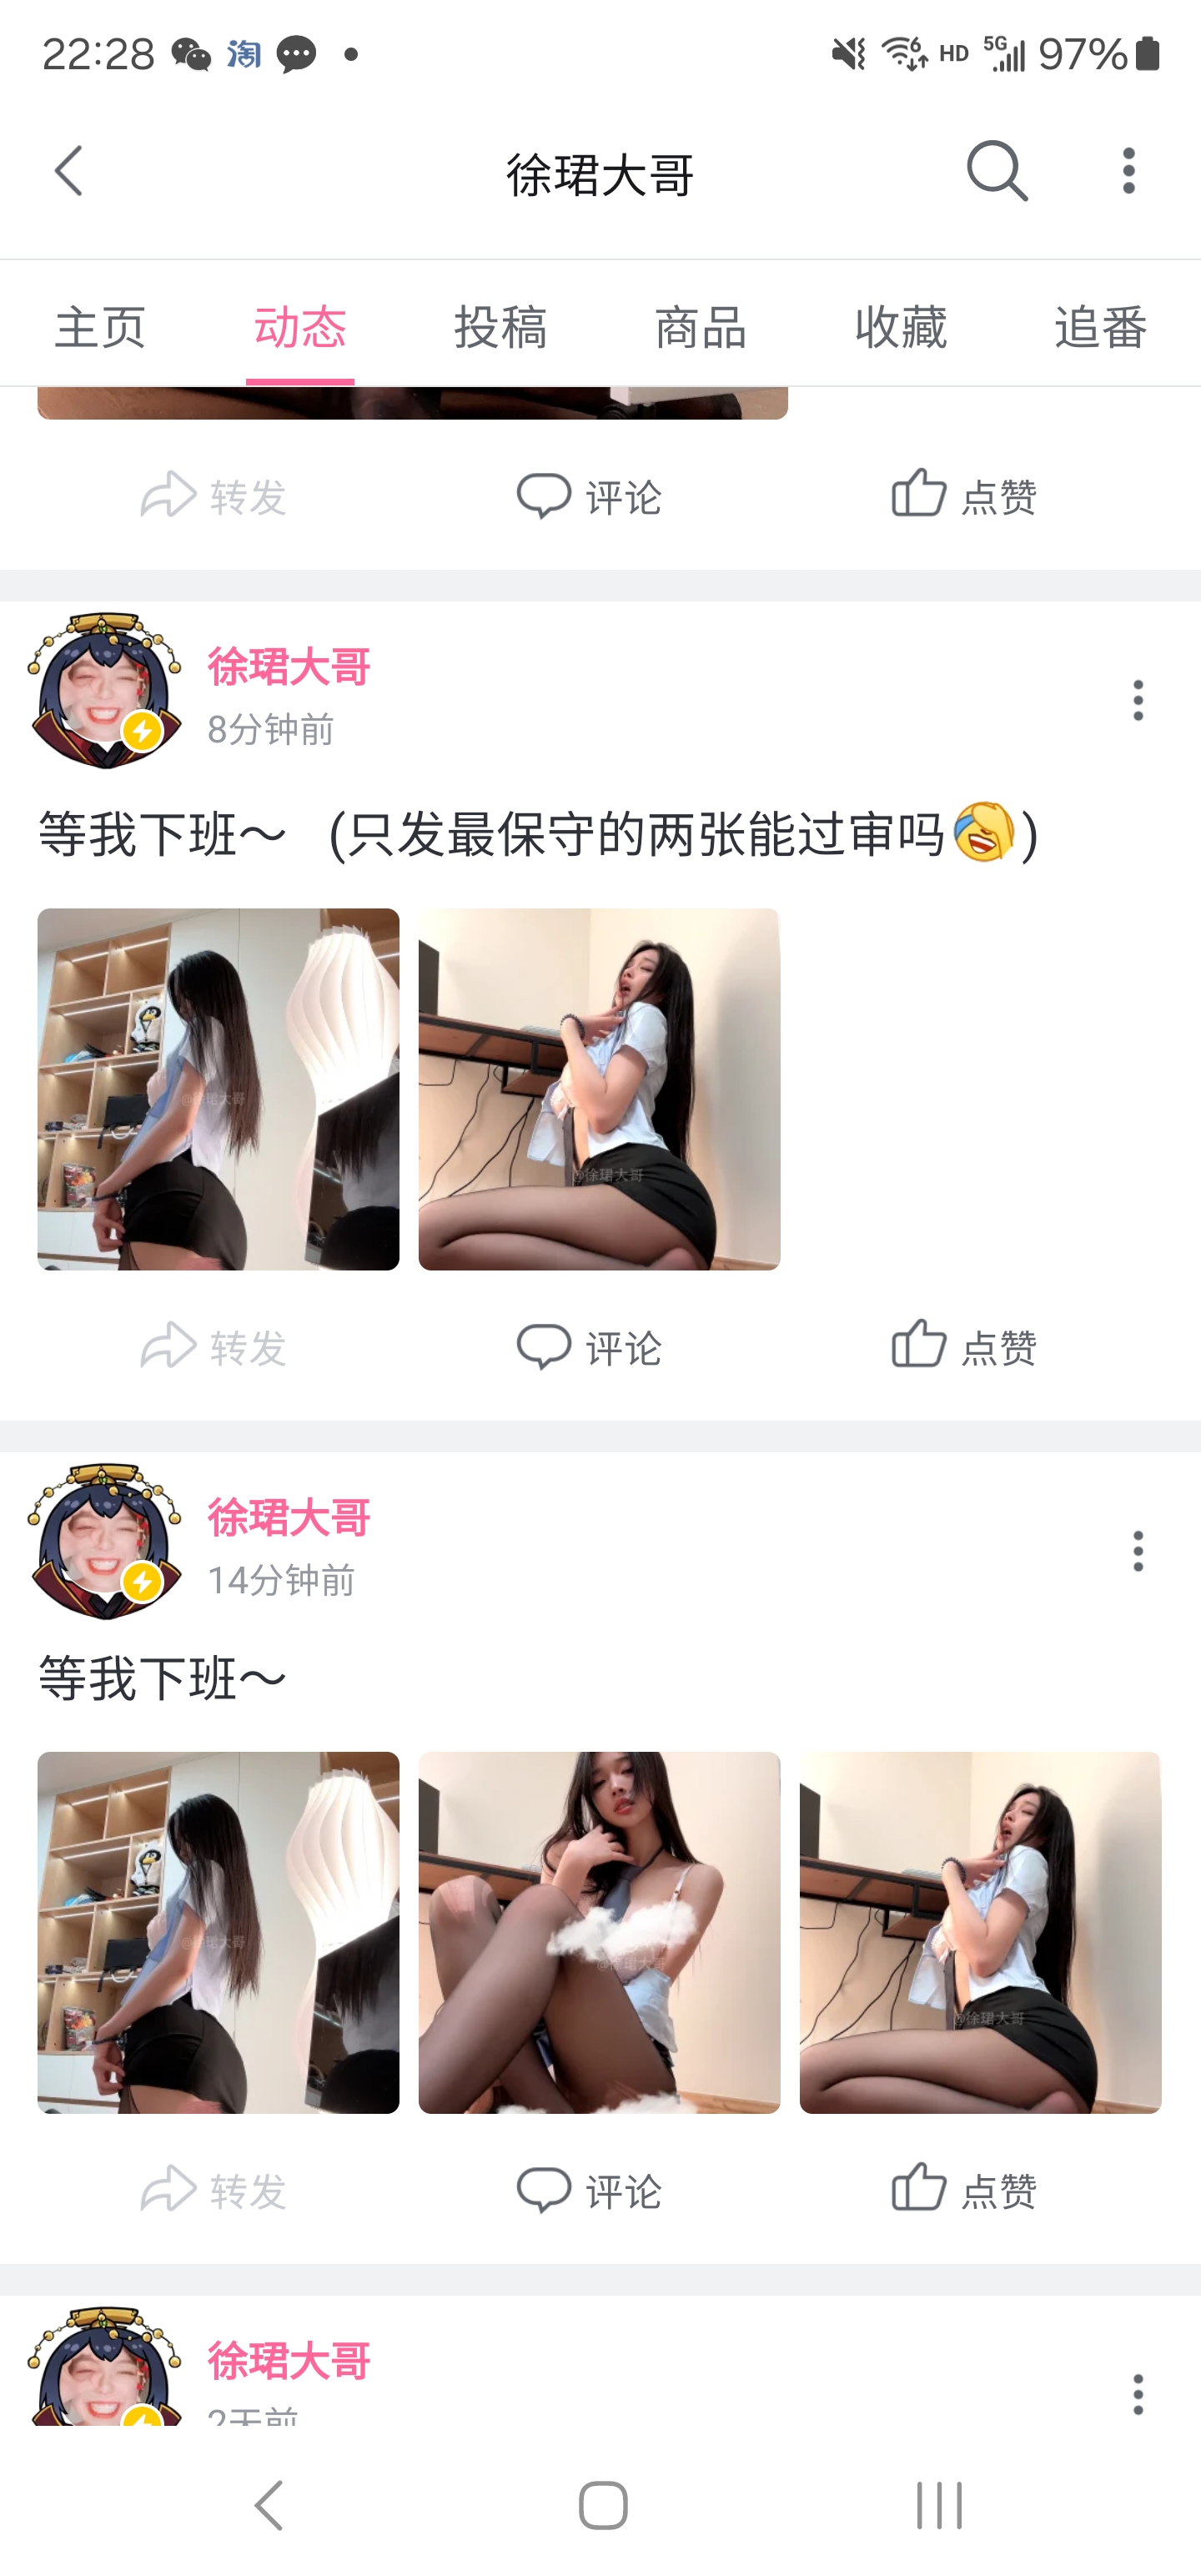 22:28 淘 HD 5G 97%
徐珺大哥
主页 动态 投稿 商品 收藏 追番
转发 评论 点赞
徐珺大哥
8分钟前
等我下班～ (只发最保守的两张能过审吗)
@徐珺大哥
@徐珺大哥
转发 评论 点赞
徐珺大哥
14分钟前
等我下班～
@徐珺大哥
@徐珺大哥
@徐珺大哥
转发 评论 点赞
徐珺大哥
2天前